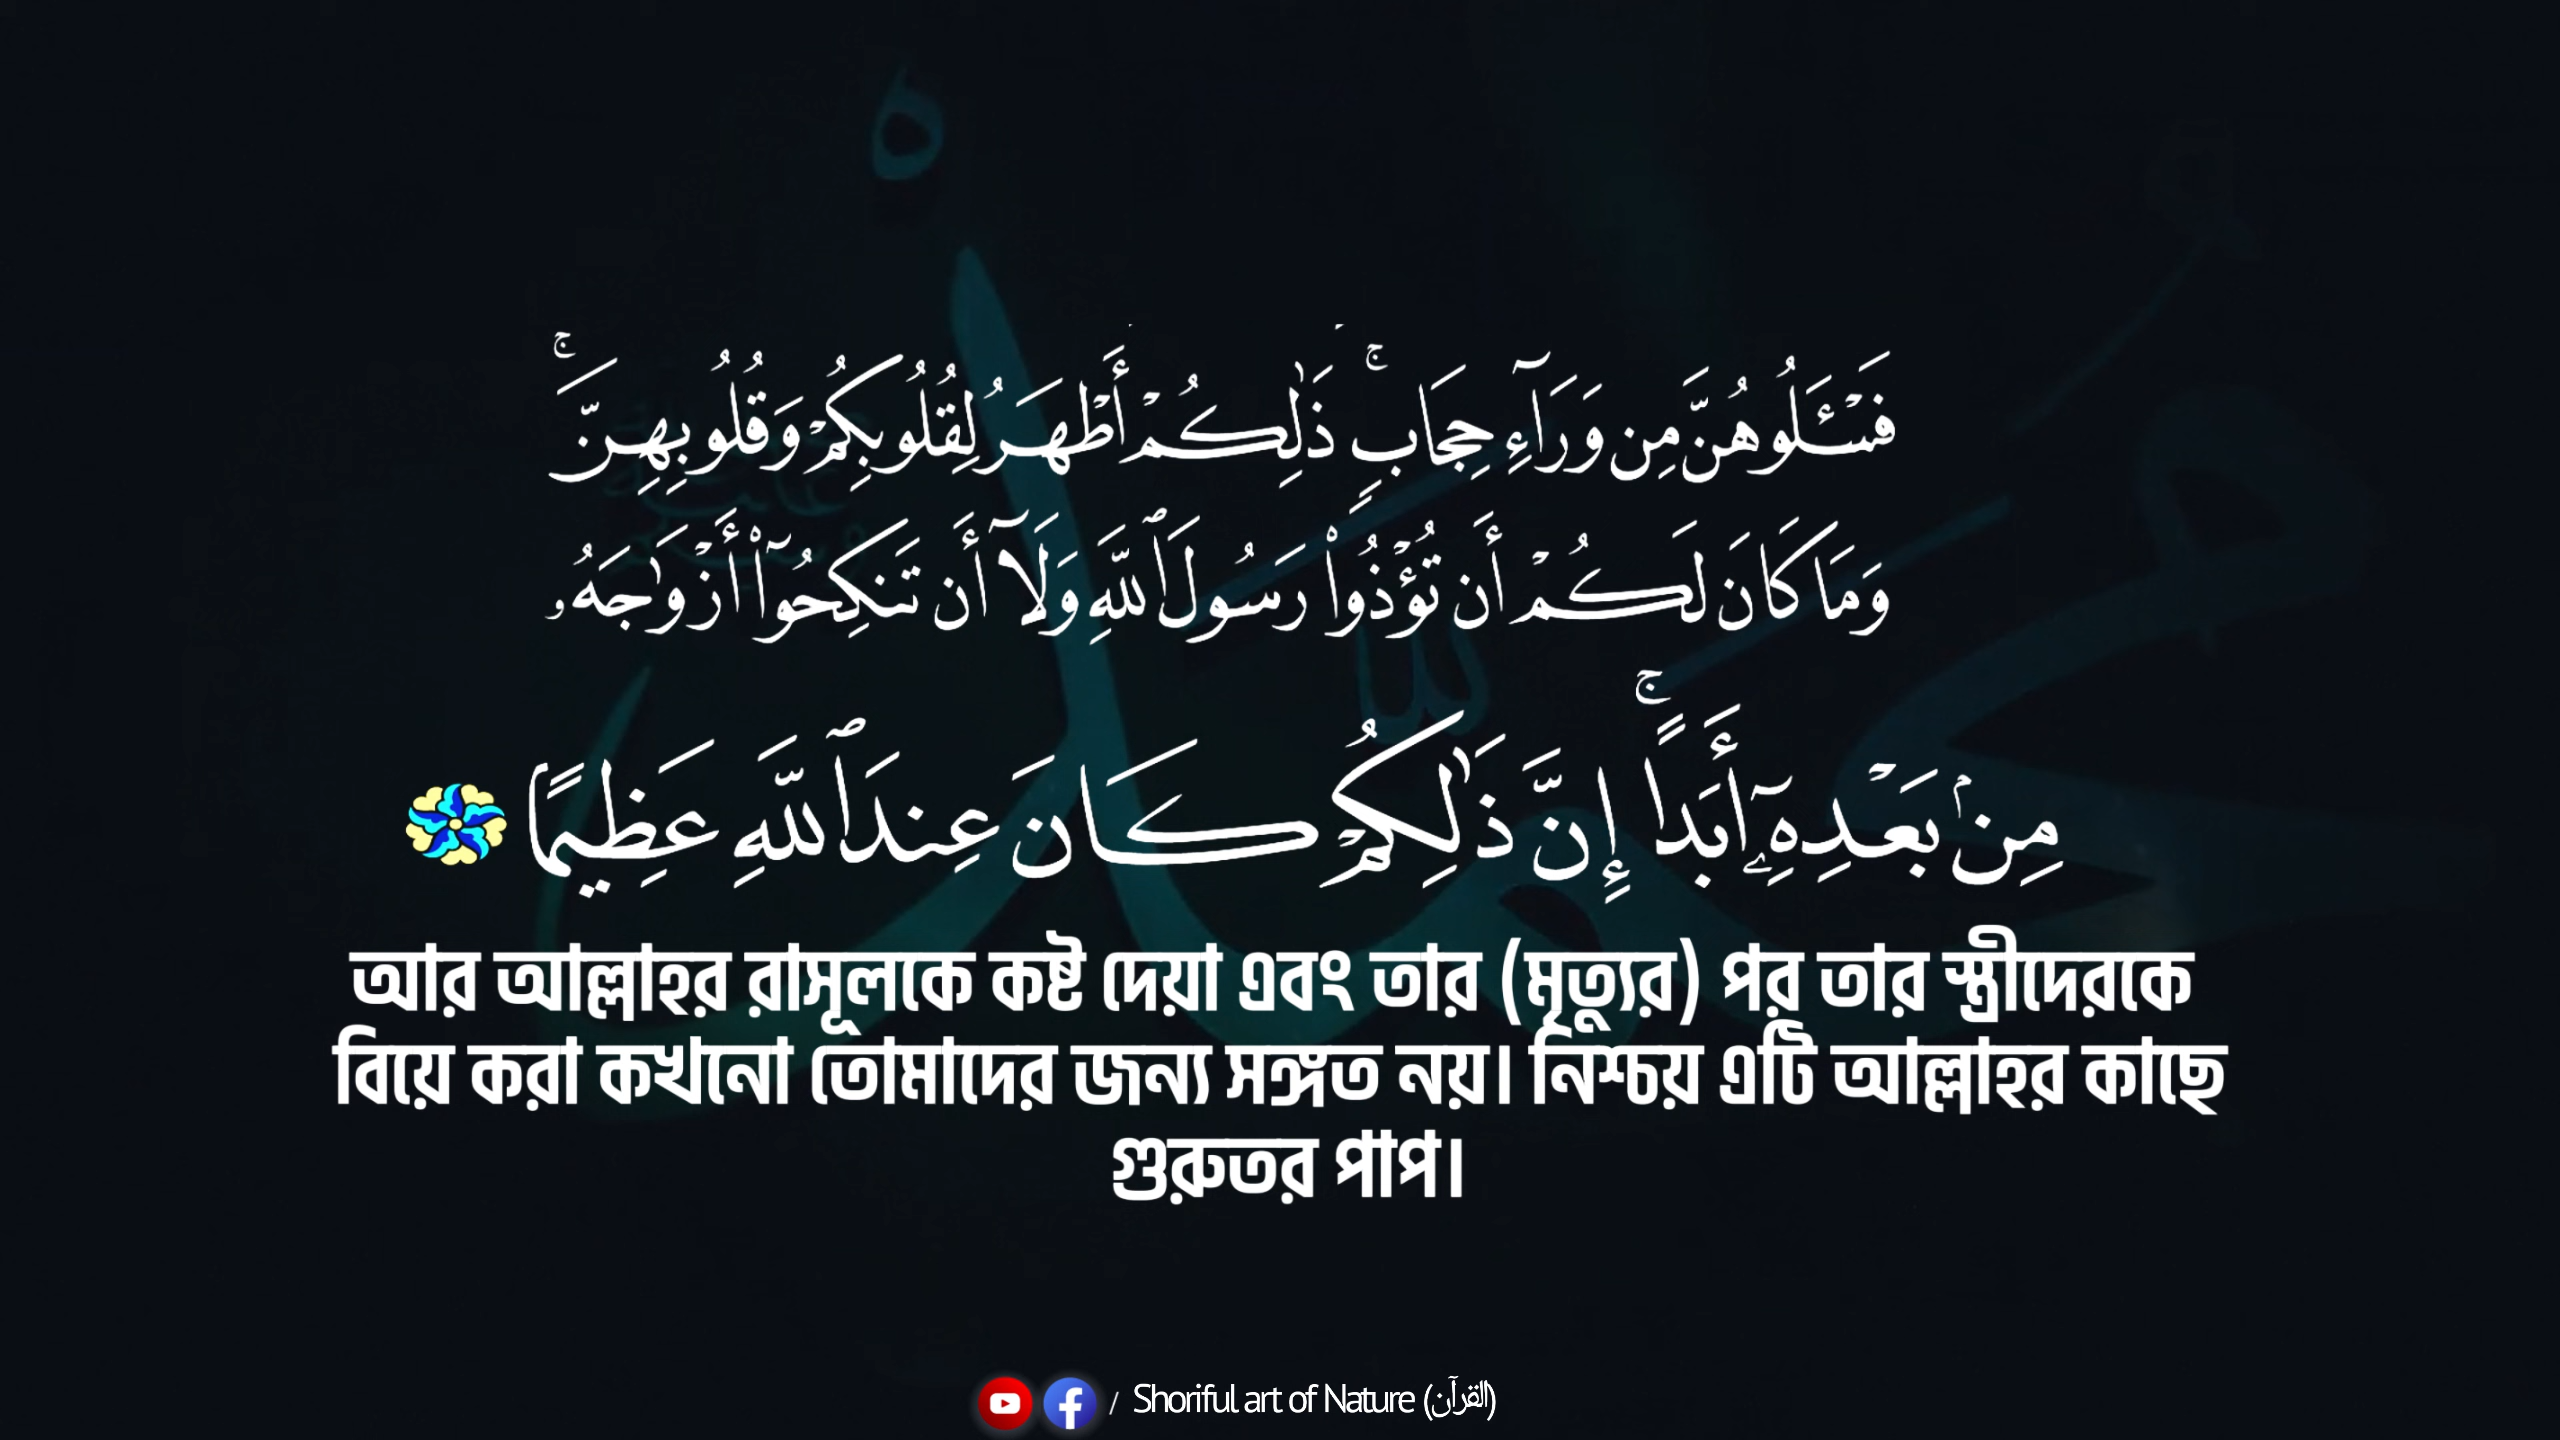 فَسْـَٔلُوهُنَّ مِن وَرَآءِ حِجَابٍۚ ذَٰلِكُمْ أَطْهَرُ لِقُلُوبِكُمْ وَقُلُوبِهِنَّۚ
وَمَا كَانَ لَكُمْ أَن تُؤْذُوا۟ رَسُولَ ٱللَّهِ وَلَآ أَن تَنكِحُوٓا۟ أَزْوَٰجَهُۥ
مِنۢ بَعْدِهِۦٓ أَبَدًاۚ إِنَّ ذَٰلِكُمْ كَانَ عِندَ ٱللَّهِ عَظِيمًا
আর আল্লাহর রাসূলকে কষ্ট দেয়া এবং তার (মৃত্যুর) পর তার স্ত্রীদেরকে
বিয়ে করা কখনো তোমাদের জন্য সঙ্গত নয়। নিশ্চয় এটি আল্লাহর কাছে
গুরুতর পাপ।
/ Shoriful art of Nature (القرآن)